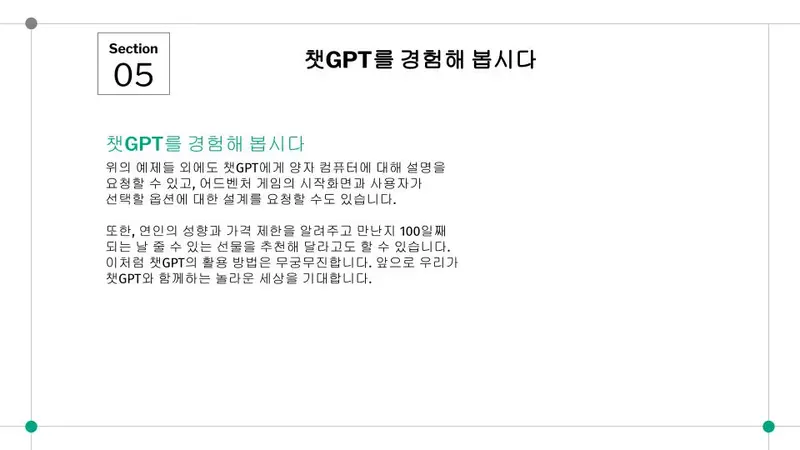 Section
05
챗GPT를 경험해 봅시다
챗GPT를 경험해 봅시다
위의 예제들 외에도 챗GPT에게 양자 컴퓨터에 대해 설명을
요청할 수 있고, 어드벤처 게임의 시작화면과 사용자가
선택할 옵션에 대한 설계를 요청할 수도 있습니다.
또한, 연인의 성향과 가격 제한을 알려주고 만난지 100일째
되는 날 줄 수 있는 선물을 추천해 달라고도 할 수 있습니다.
이처럼 챗GPT의 활용 방법은 무궁무진합니다. 앞으로 우리가
챗GPT와 함께하는 놀라운 세상을 기대합니다.